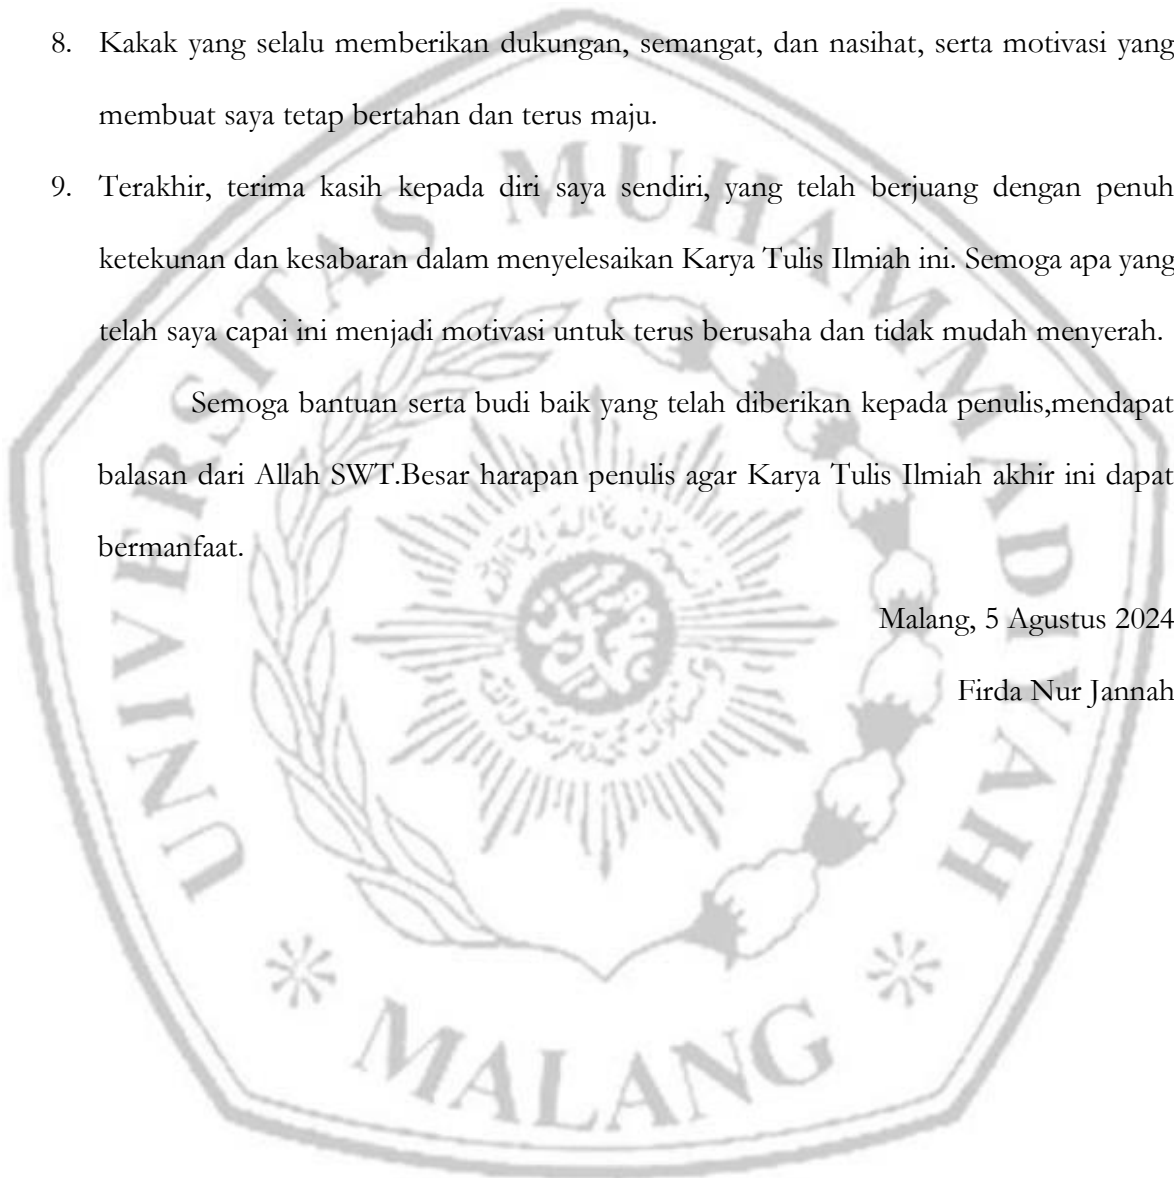 8. Kakak yang selalu memberikan dukungan, semangat, dan nasihat, serta motivasi yang
membuat saya tetap bertahan dan terus maju.
9. Terakhir, terima kasih kepada diri saya sendiri, yang telah berjuang dengan penuh
ketekunan dan kesabaran dalam menyelesaikan Karya Tulis Ilmiah ini. Semoga apa yang
telah saya capai ini menjadi motivasi untuk terus berusaha dan tidak mudah menyerah.
Semoga bantuan serta budi baik yang telah diberikan kepada penulis,mendapat
balasan dari Allah SWT.Besar harapan penulis agar Karya Tulis Ilmiah akhir ini dapat
bermanfaat.
Malang, 5 Agustus 2024
Firda Nur Jannah
UNIVERSITAS MUHAMMADIYAH
MALANG